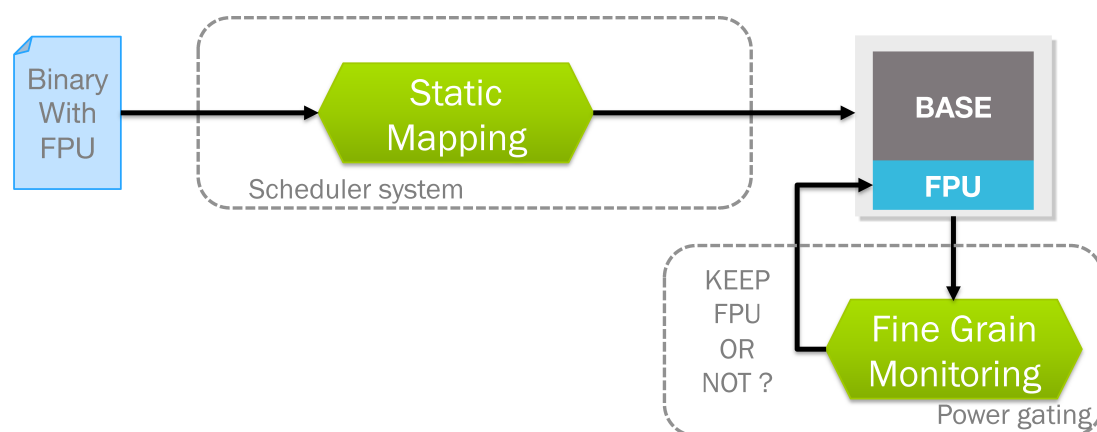 Binary
With
FPU
Static
Mapping
Scheduler system
BASE
FPU
KEEP
FPU
OR
NOT ?
Fine Grain
Monitoring
Power gating